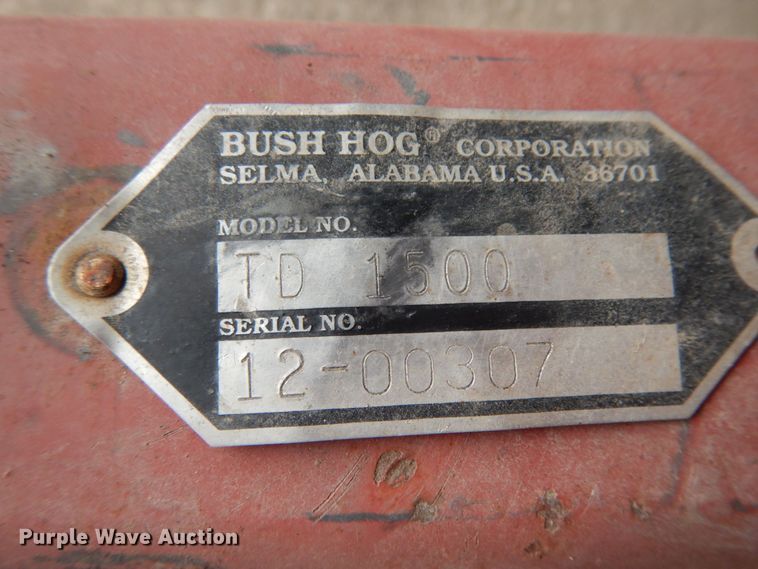 BUSH HOG® CORPORATION
SELMA, ALABAMA U.S.A. 36701
MODEL NO.
TD 1500
SERIAL NO.
12-00307
Purple Wave Auction